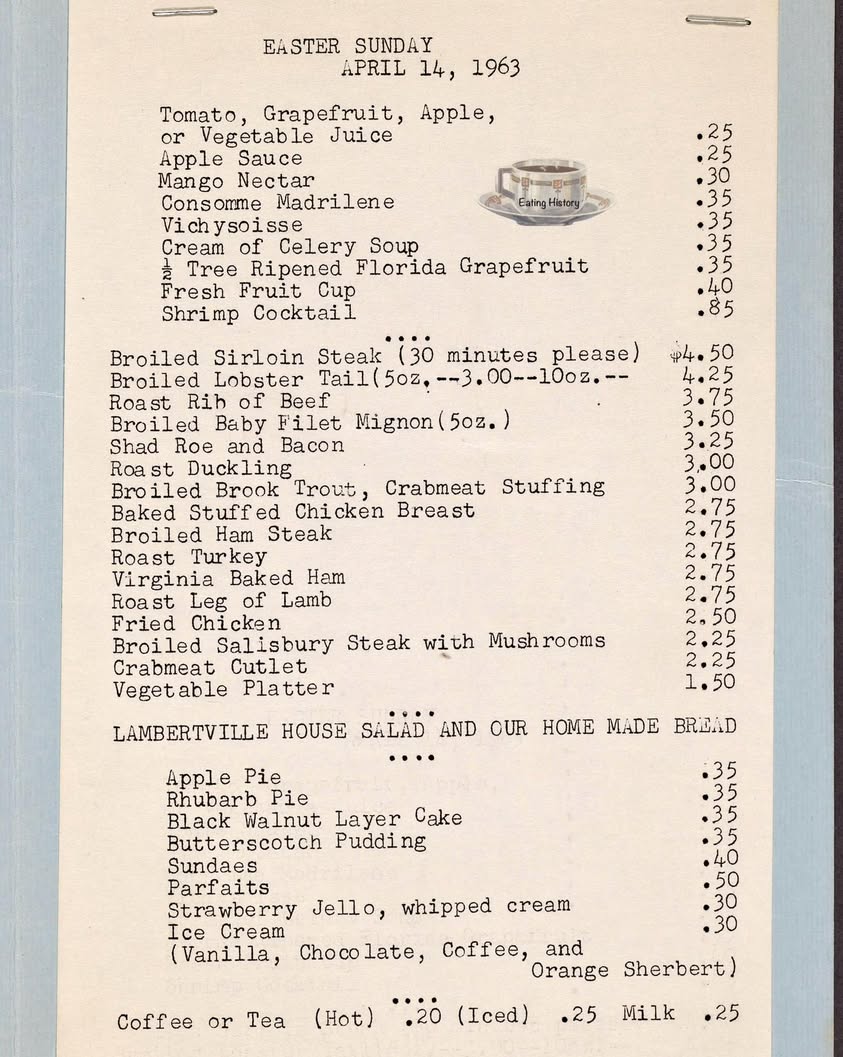 EASTER SUNDAY
APRIL 14, 1963
Tomato, Grapefruit, Apple,
or Vegetable Juice .25
Apple Sauce .25
Mango Nectar .30
Consomme Madrilene .35
Eating History
Vichysoisse .35
Cream of Celery Soup .35
½ Tree Ripened Florida Grapefruit .35
Fresh Fruit Cup .40
Shrimp Cocktail .85
....
Broiled Sirloin Steak (30 minutes please) $4.50
Broiled Lobster Tail(5oz.--3.00--10oz.-- 4.25
Roast Rib of Beef 3.75
Broiled Baby Filet Mignon(5oz.) 3.50
Shad Roe and Bacon 3.25
Roast Duckling 3.00
Broiled Brook Trout, Crabmeat Stuffing 3.00
Baked Stuffed Chicken Breast 2.75
Broiled Ham Steak 2.75
Roast Turkey 2.75
Virginia Baked Ham 2.75
Roast Leg of Lamb 2.75
Fried Chicken 2.50
Broiled Salisbury Steak with Mushrooms 2.25
Crabmeat Cutlet 2.25
Vegetable Platter 1.50
....
LAMBERTVILLE HOUSE SALAD AND OUR HOME MADE BREAD
....
Apple Pie .35
Rhubarb Pie .35
Black Walnut Layer Cake .35
Butterscotch Pudding .35
Sundaes .40
Parfaits .50
Strawberry Jello, whipped cream .30
Ice Cream .30
(Vanilla, Chocolate, Coffee, and
Orange Sherbert)
....
Coffee or Tea (Hot) .20 (Iced) .25 Milk .25